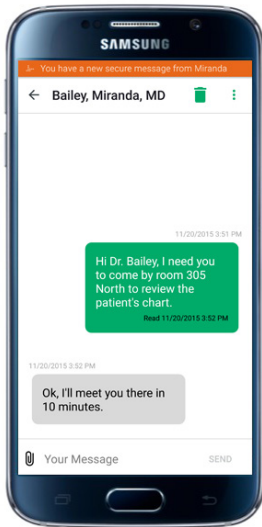 SAMSUNG
You have a new secure message from Miranda
Bailey, Miranda, MD
11/20/2015 3:51 PM
Hi Dr. Bailey, I need you
to come by room 305
North to review the
patient's chart.
Read 11/20/2015 3:52 PM
11/20/2015 3:52 PM
Ok, I'll meet you there in
10 minutes.
Your Message
SEND